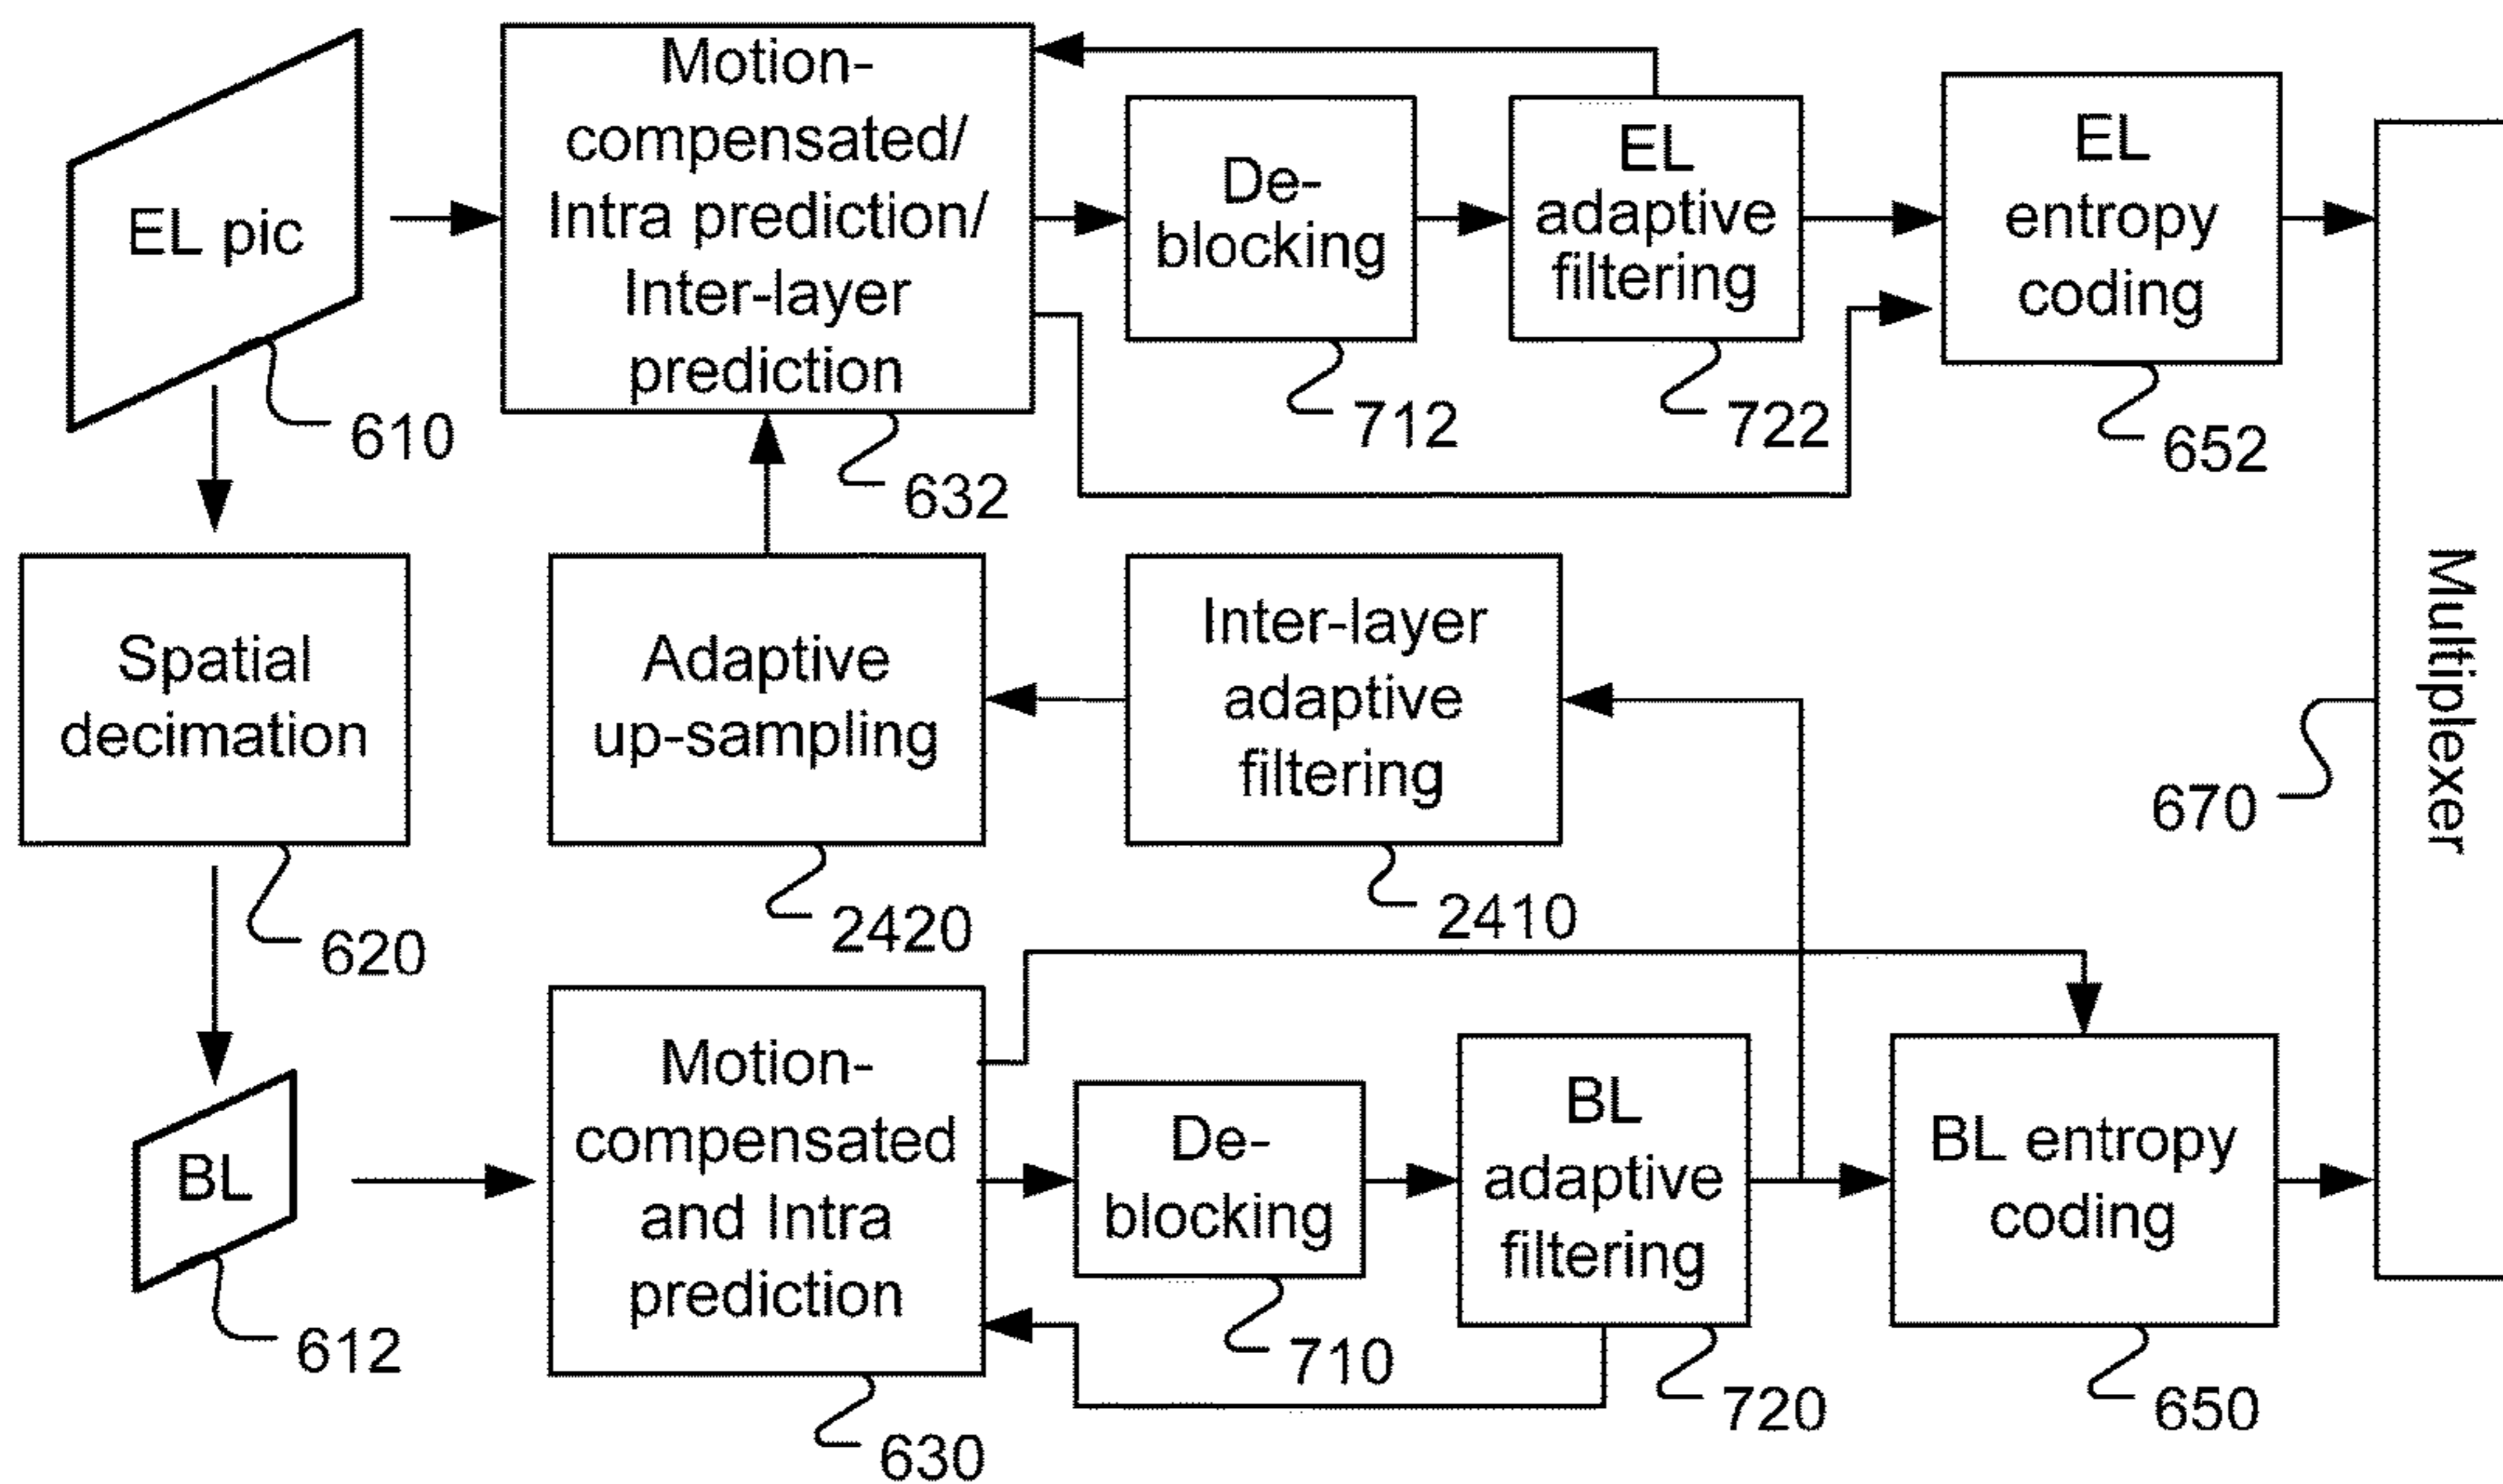 EL pic
610
Motion-
compensated/
Intra prediction/
Inter-layer
prediction
632
De-
blocking
712
EL
adaptive
filtering
722
EL
entropy
coding
652
Spatial
decimation
620
Adaptive
up-sampling
2420
Inter-layer
adaptive
filtering
2410
670
Multiplexer
BL
612
Motion-
compensated
and Intra
prediction
630
De-
blocking
710
BL
adaptive
filtering
720
BL entropy
coding
650